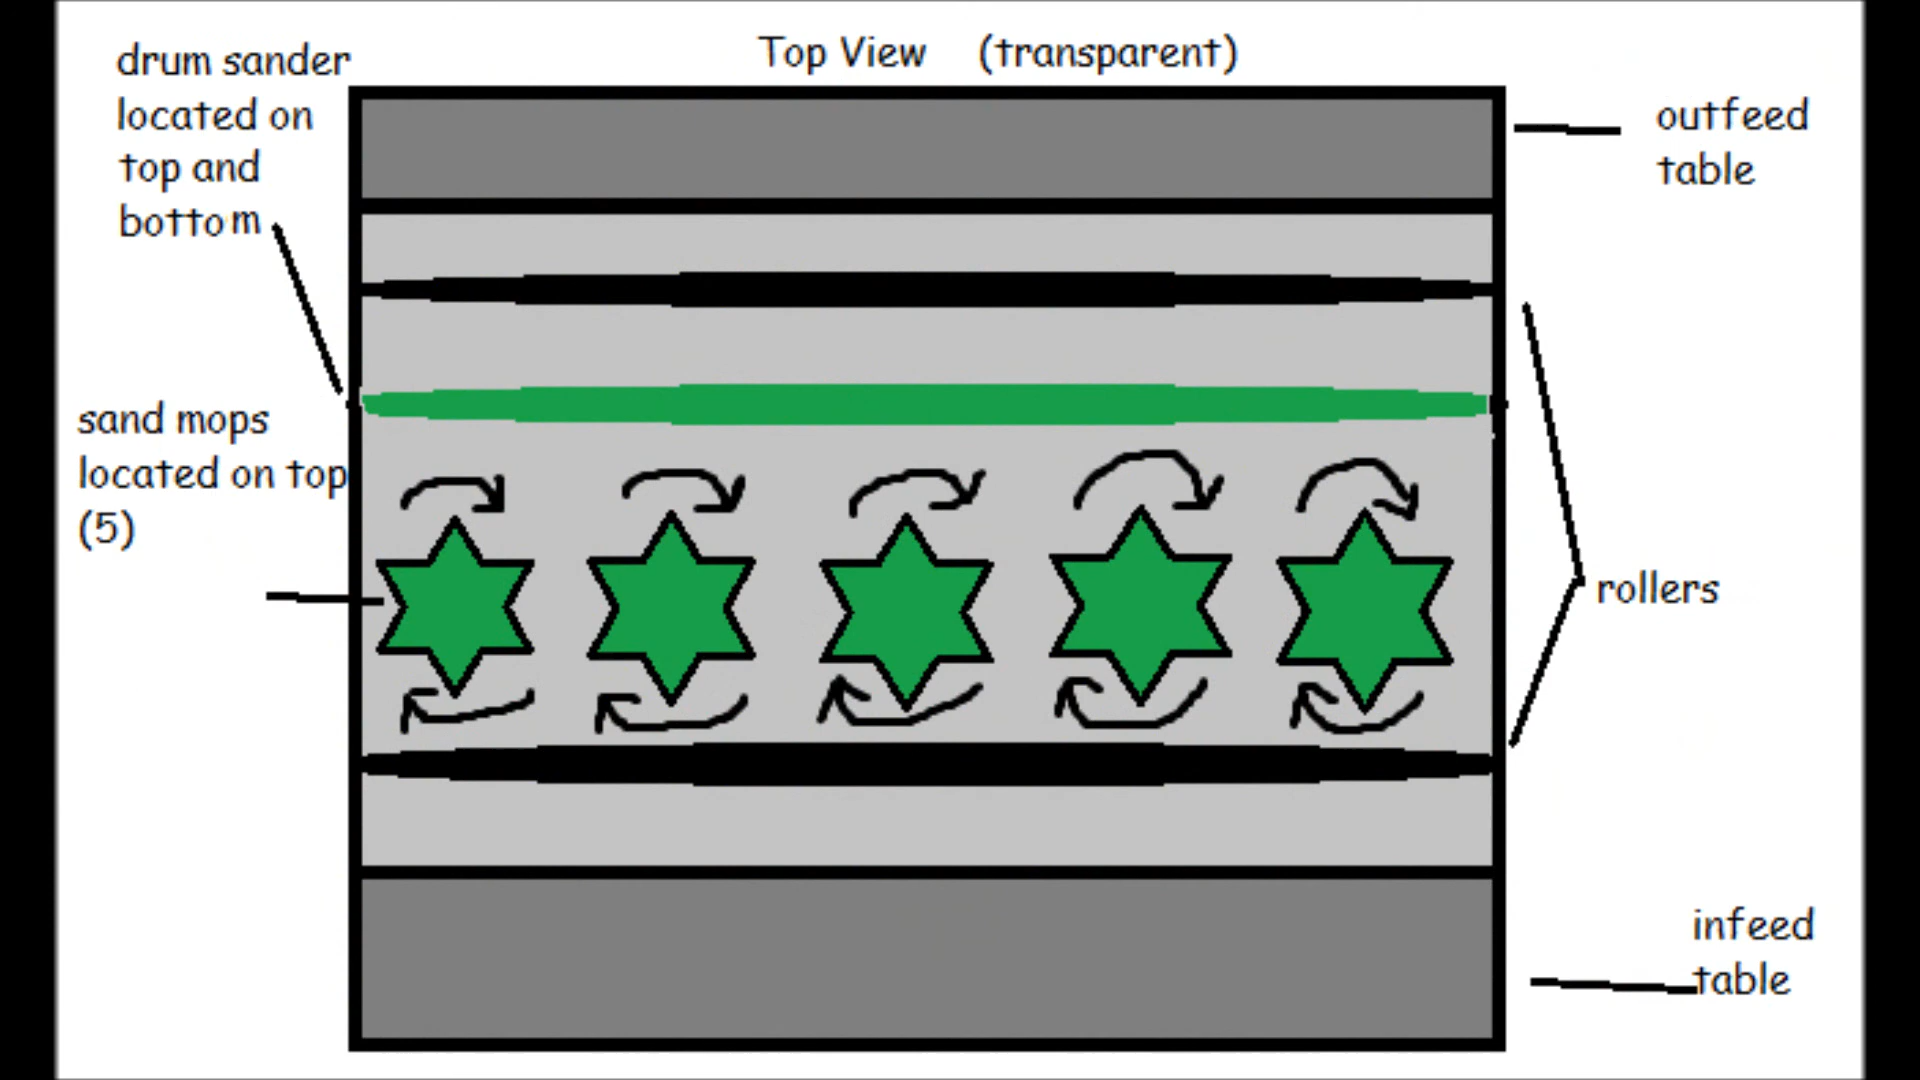 Top View (transparent)
drum sander
located on
top and
bottom
sand mops
located on top
(5)
outfeed
table
rollers
infeed
table